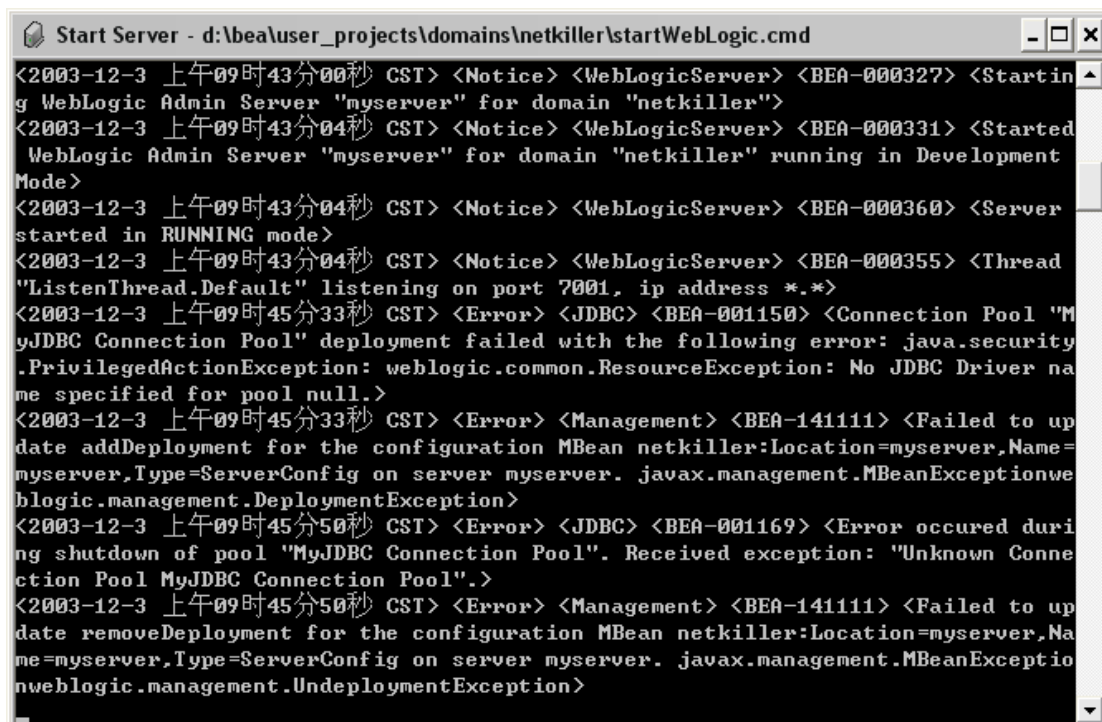 Start Server - d:\bea\user_projects\domains\netkiller\startWebLogic.cmd
<2003-12-3 上午09时43分00秒 CST> <Notice> <WebLogicServer> <BEA-000327> <Startin
g WebLogic Admin Server "myserver" for domain "netkiller">
<2003-12-3 上午09时43分04秒 CST> <Notice> <WebLogicServer> <BEA-000331> <Started
 WebLogic Admin Server "myserver" for domain "netkiller" running in Development
Mode>
<2003-12-3 上午09时43分04秒 CST> <Notice> <WebLogicServer> <BEA-000360> <Server
started in RUNNING mode>
<2003-12-3 上午09时43分04秒 CST> <Notice> <WebLogicServer> <BEA-000355> <Thread
"ListenThread.Default" listening on port 7001, ip address *.*>
<2003-12-3 上午09时45分33秒 CST> <Error> <JDBC> <BEA-001150> <Connection Pool "M
yJDBC Connection Pool" deployment failed with the following error: java.security
.PrivilegedActionException: weblogic.common.ResourceException: No JDBC Driver na
me specified for pool null.>
<2003-12-3 上午09时45分33秒 CST> <Error> <Management> <BEA-141111> <Failed to up
date addDeployment for the configuration MBean netkiller:Location=myserver,Name=
myserver,Type=ServerConfig on server myserver. javax.management.MBeanExceptionwe
blogic.management.DeploymentException>
<2003-12-3 上午09时45分50秒 CST> <Error> <JDBC> <BEA-001169> <Error occured duri
ng shutdown of pool "MyJDBC Connection Pool". Received exception: "Unknown Conne
ction Pool MyJDBC Connection Pool".>
<2003-12-3 上午09时45分50秒 CST> <Error> <Management> <BEA-141111> <Failed to up
date removeDeployment for the configuration MBean netkiller:Location=myserver,Na
me=myserver,Type=ServerConfig on server myserver. javax.management.MBeanExceptio
nweblogic.management.UndeploymentException>